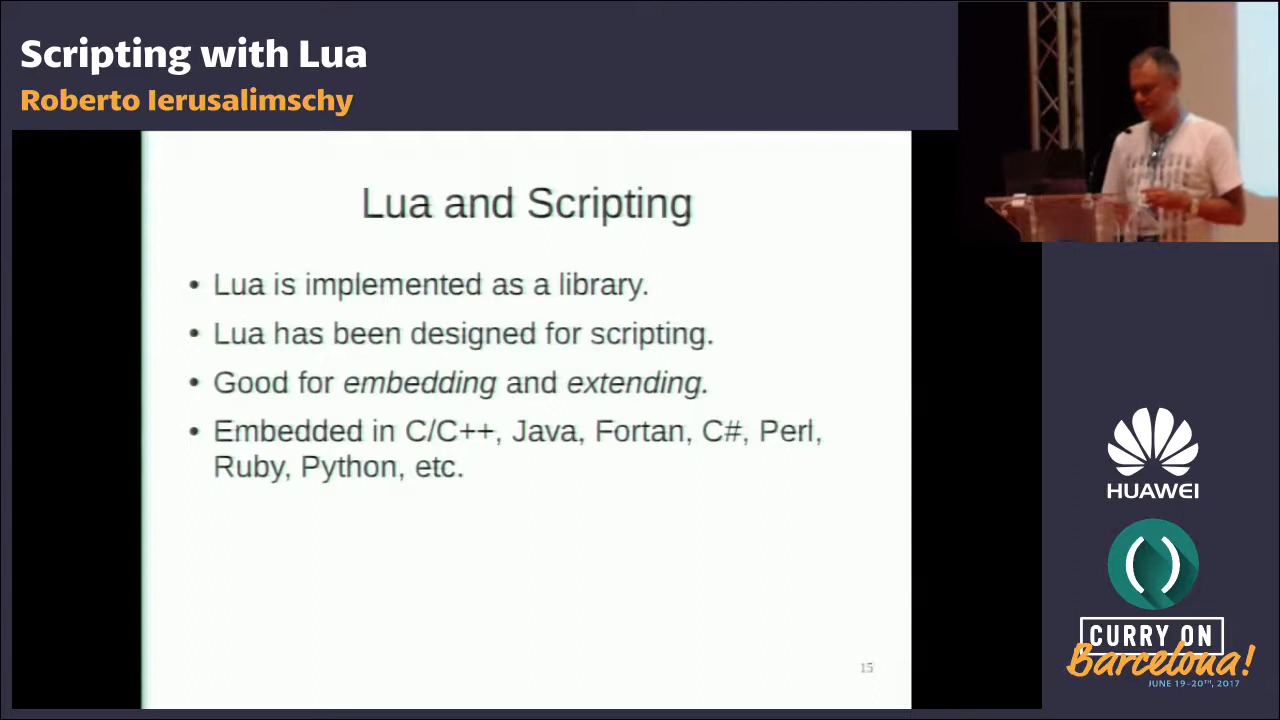 Scripting with Lua
Roberto Ierusalimschy
Lua and Scripting
• Lua is implemented as a library.
• Lua has been designed for scripting.
• Good for embedding and extending.
• Embedded in C/C++, Java, Fortan, C#, Perl,
Ruby, Python, etc.
15
HUAWEI
CURRY ON
Barcelona!
JUNE 19-20TH, 2017